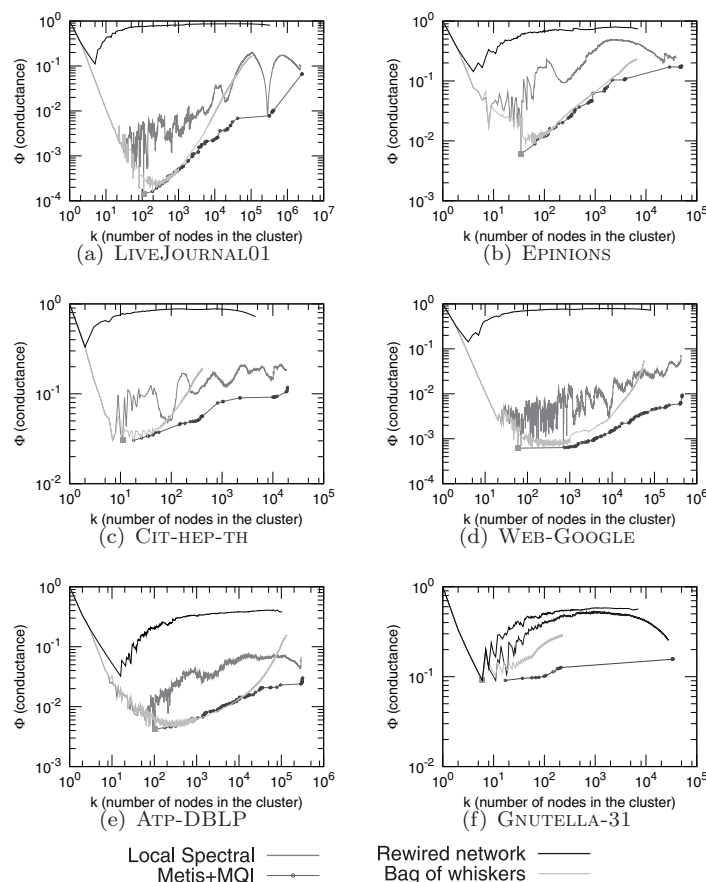 10^0
10^-1
10^-2
10^-3
10^-4
Φ (conductance)
10^0 10^1 10^2 10^3 10^4 10^5 10^6 10^7
k (number of nodes in the cluster)
(a) LIVEJOURNAL01
10^0
10^-1
10^-2
10^-3
Φ (conductance)
10^0 10^1 10^2 10^3 10^4 10^5
k (number of nodes in the cluster)
(b) EPINIONS
10^0
10^-1
10^-2
Φ (conductance)
10^0 10^1 10^2 10^3 10^4 10^5
k (number of nodes in the cluster)
(c) CIT-HEP-TH
10^0
10^-1
10^-2
10^-3
10^-4
Φ (conductance)
10^0 10^1 10^2 10^3 10^4 10^5 10^6
k (number of nodes in the cluster)
(d) WEB-GOOGLE
10^0
10^-1
10^-2
10^-3
Φ (conductance)
10^0 10^1 10^2 10^3 10^4 10^5 10^6
k (number of nodes in the cluster)
(e) ATP-DBLP
10^0
10^-1
10^-2
Φ (conductance)
10^0 10^1 10^2 10^3 10^4 10^5
k (number of nodes in the cluster)
(f) GNUTELLA-31
Local Spectral
Metis+MQI
Rewired network
Bag of whiskers